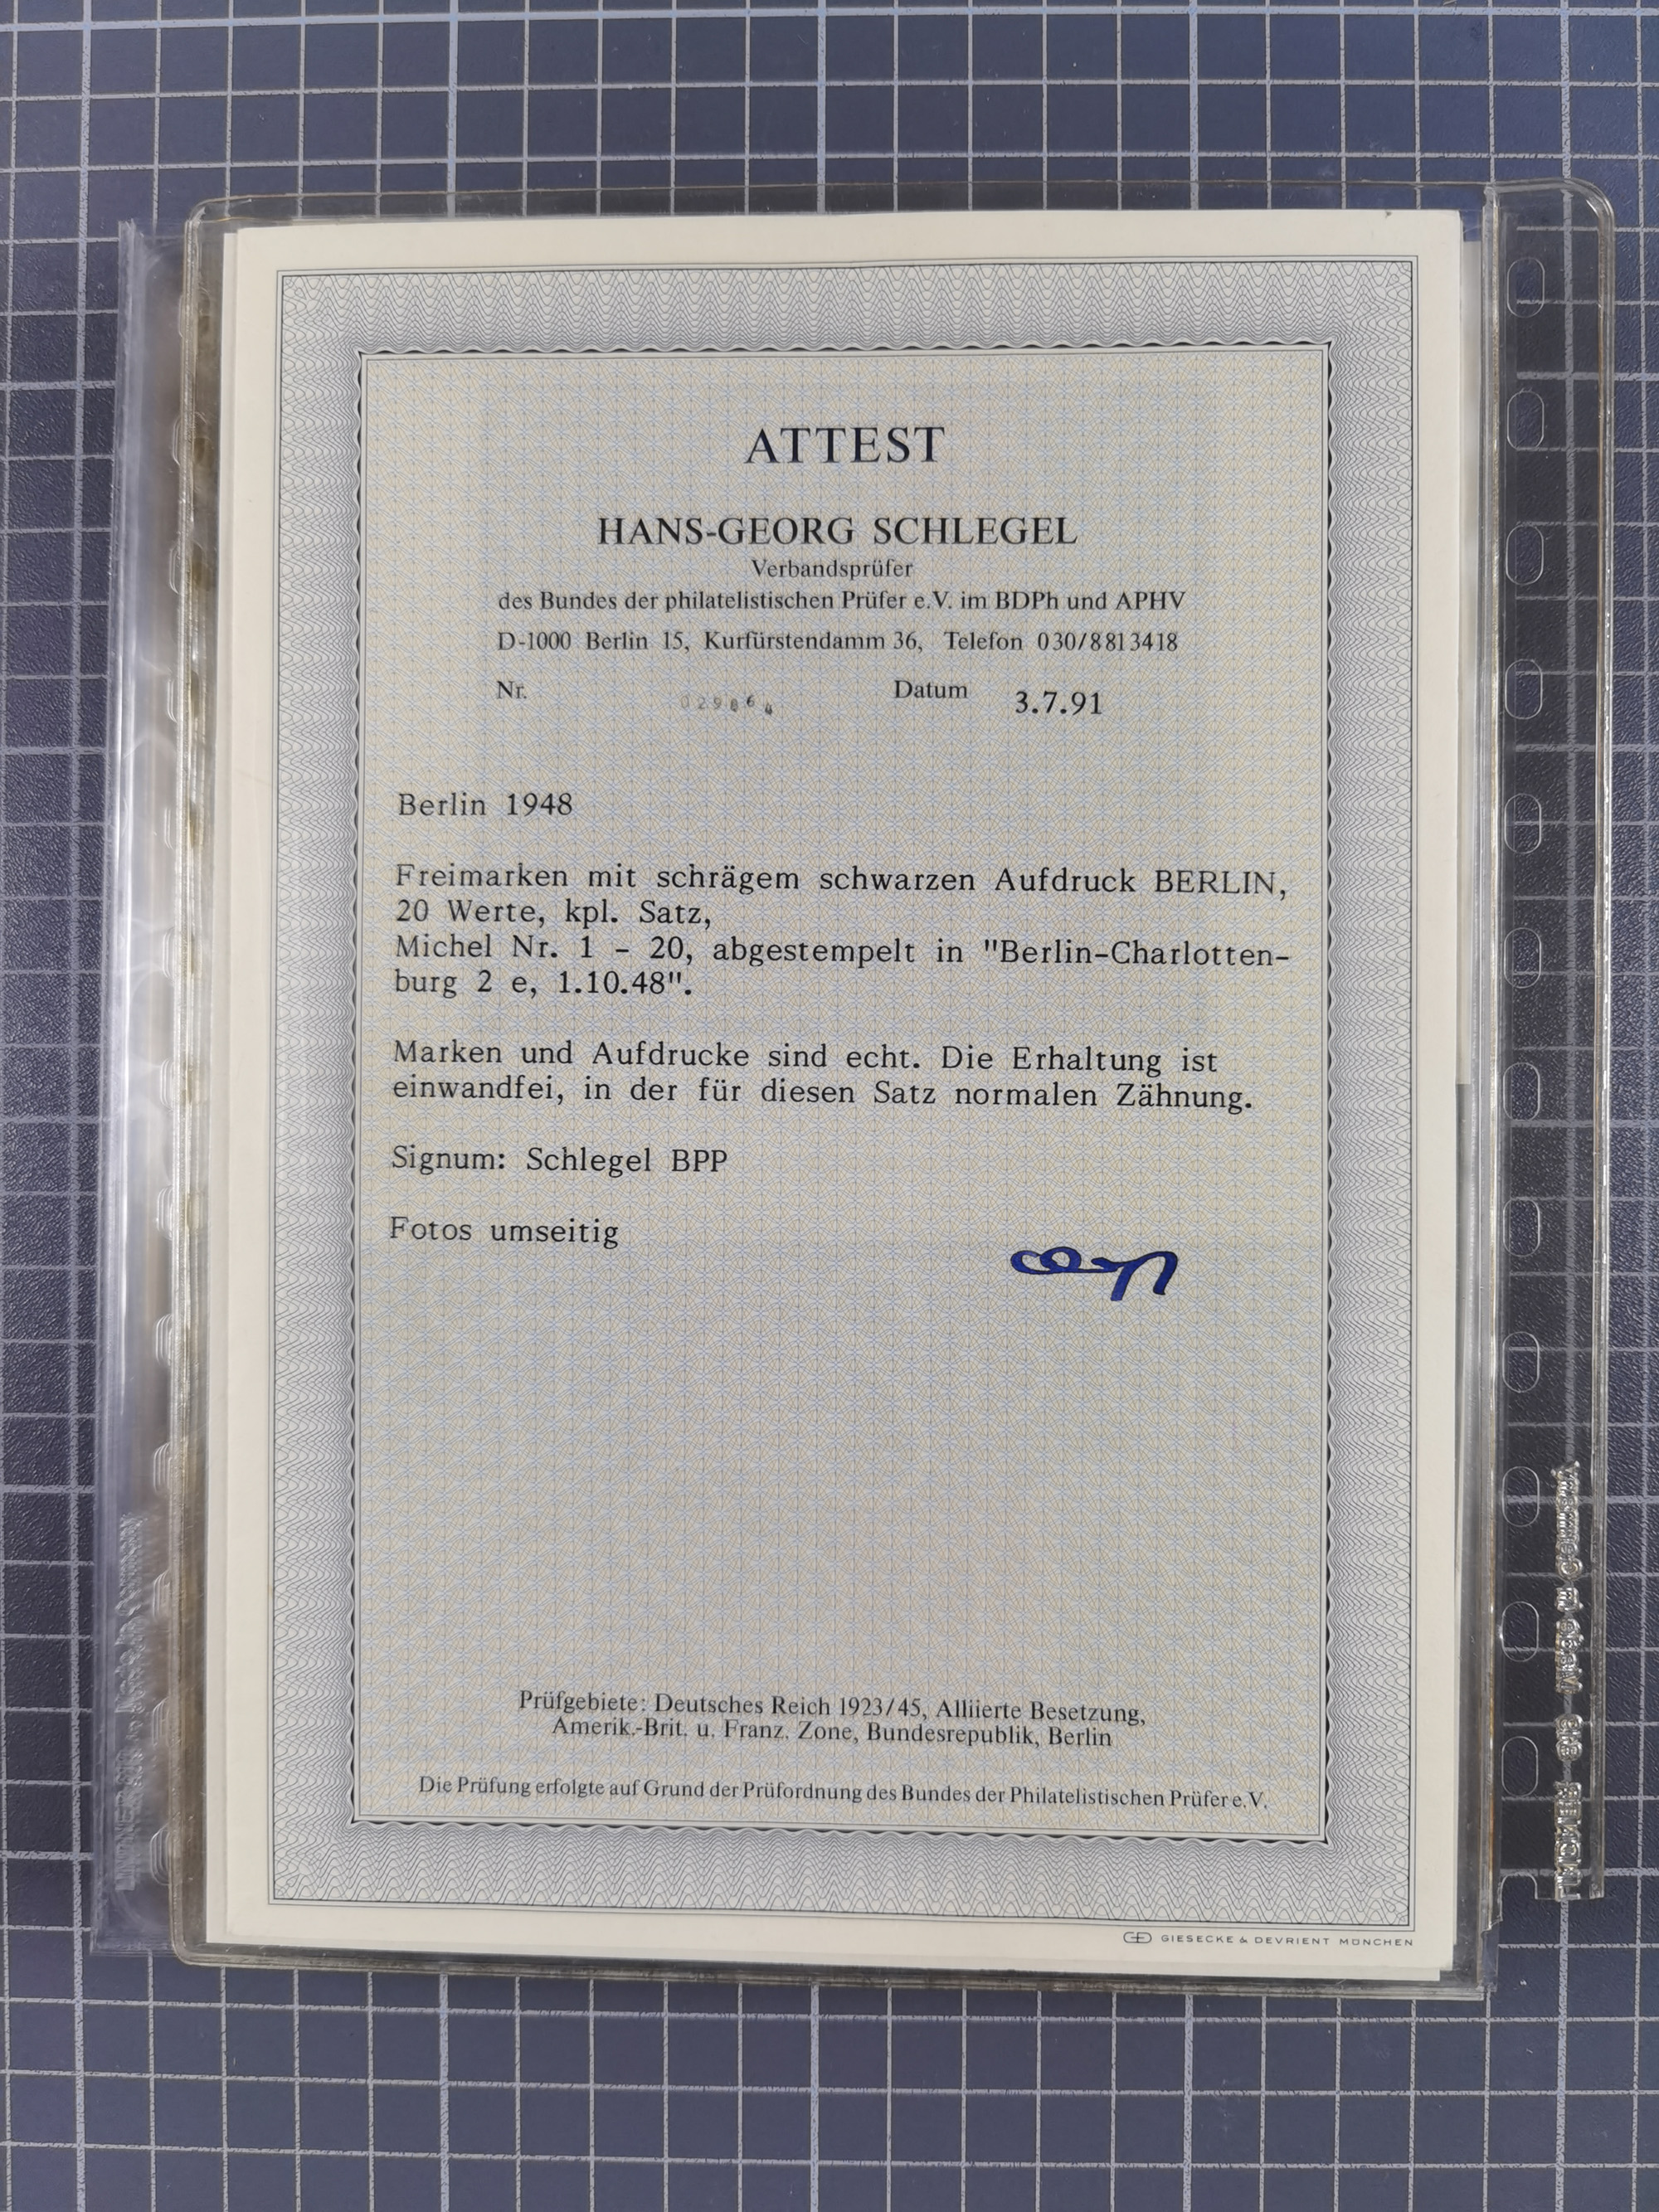 ATTEST
HANS-GEORG SCHLEGEL
Verbandsprüfer
des Bundes der philatelistischen Prüfer e.V. im BDPh und APHV
D-1000 Berlin 15, Kurfürstendamm 36, Telefon 030/8813418
Nr. Datum 3.7.91
Berlin 1948
Freimarken mit schrägem schwarzen Aufdruck BERLIN,
20 Werte, kpl. Satz,
Michel Nr. 1 - 20, abgestempelt in "Berlin-Charlotten-
burg 2 e, 1.10.48".
Marken und Aufdrucke sind echt. Die Erhaltung ist
einwandfei, in der für diesen Satz normalen Zähnung.
Signum: Schlegel BPP
Fotos umseitig
Prüfgebiete: Deutsches Reich 1923/45, Alliierte Besetzung,
Amerik.-Brit. u. Franz. Zone, Bundesrepublik, Berlin
Die Prüfung erfolgte auf Grund der Prüfordnung des Bundes der Philatelistischen Prüfer e.V.
GIESECKE & DEVRIENT MÜNCHEN